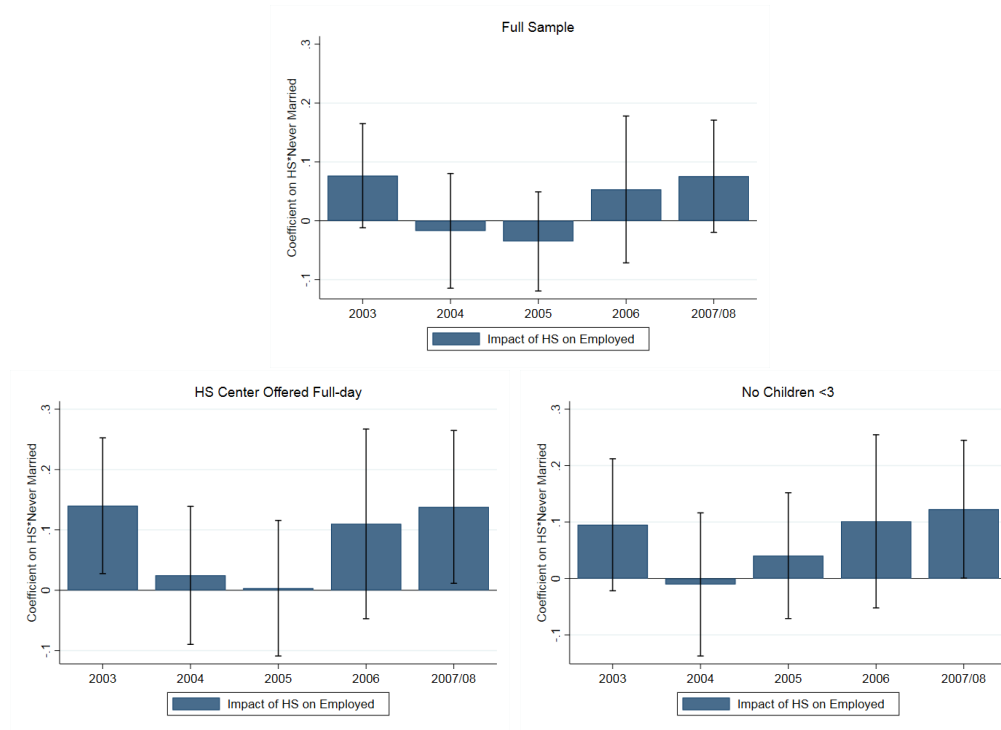 Full Sample
Coefficient on HS*Never Married
.3
.2
.1
0
-.1
2003 2004 2005 2006 2007/08
Impact of HS on Employed
HS Center Offered Full-day
Coefficient on HS*Never Married
.3
.2
.1
0
-.1
2003 2004 2005 2006 2007/08
Impact of HS on Employed
No Children <3
Coefficient on HS*Never Married
.3
.2
.1
0
-.1
2003 2004 2005 2006 2007/08
Impact of HS on Employed